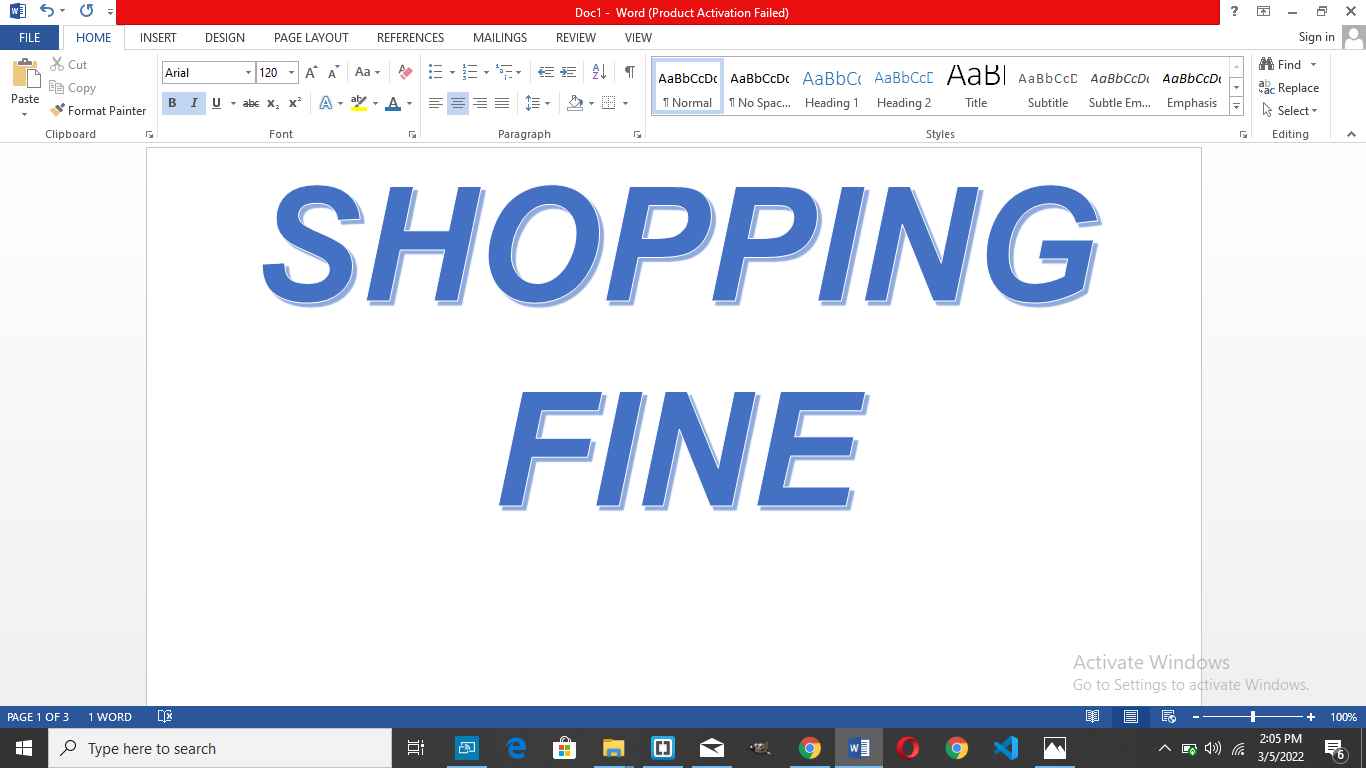 Doc1 - Word (Product Activation Failed)
?
FILE HOME INSERT DESIGN PAGE LAYOUT REFERENCES MAILINGS REVIEW VIEW Sign in
Paste
Cut
Copy
Format Painter
Clipboard
Arial 120 A A Aa
B I U abc x₂ x² A ab A
Font
A Z ¶
Paragraph
AaBbCcDc AaBbCcDc AaBbCc AaBbCcD AaBl AaBbCcD AaBbCcDc AaBbCcDc
¶ Normal ¶ No Spac... Heading 1 Heading 2 Title Subtitle Subtle Em... Emphasis
Styles
Find
Replace
Select
Editing
SHOPPING
FINE
Activate Windows
Go to Settings to activate Windows.
PAGE 1 OF 3 1 WORD 100%
Type here to search
2:05 PM
3/5/2022
6